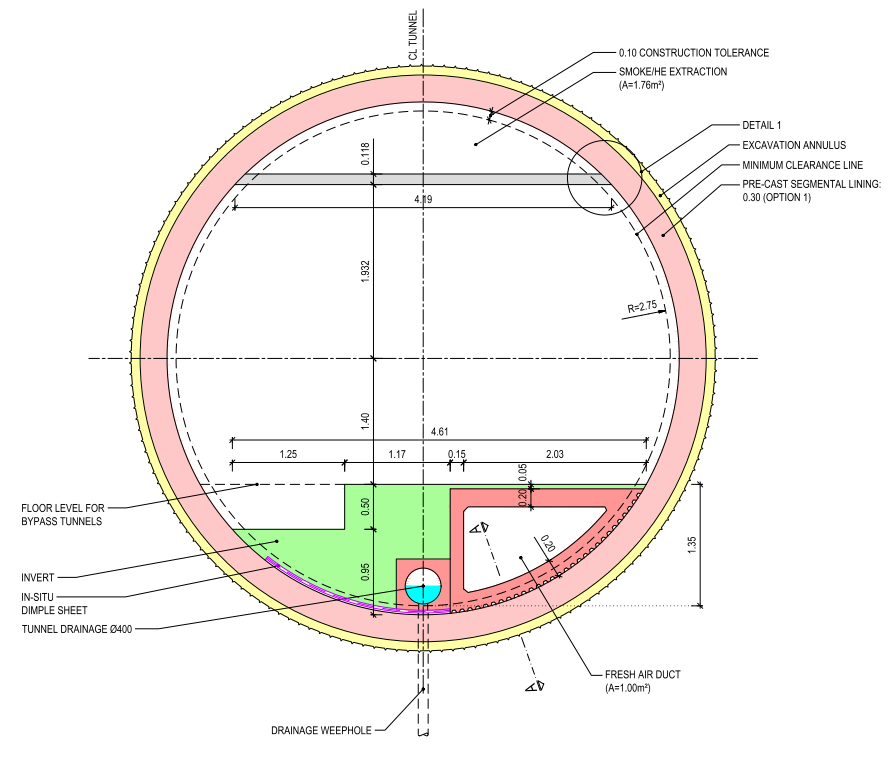 CL TUNNEL
0.10 CONSTRUCTION TOLERANCE
SMOKE/HE EXTRACTION
(A=1.76m²)
DETAIL 1
EXCAVATION ANNULUS
MINIMUM CLEARANCE LINE
PRE-CAST SEGMENTAL LINING:
0.30 (OPTION 1)
0.118
4.19
1.932
R=2.75
1.40
4.61
1.25
1.17
0.15
2.03
0.05
0.20
0.50
FLOOR LEVEL FOR
BYPASS TUNNELS
A
0.20
1.35
0.95
INVERT
IN-SITU
DIMPLE SHEET
TUNNEL DRAINAGE Ø400
FRESH AIR DUCT
(A=1.00m²)
A
DRAINAGE WEEPHOLE